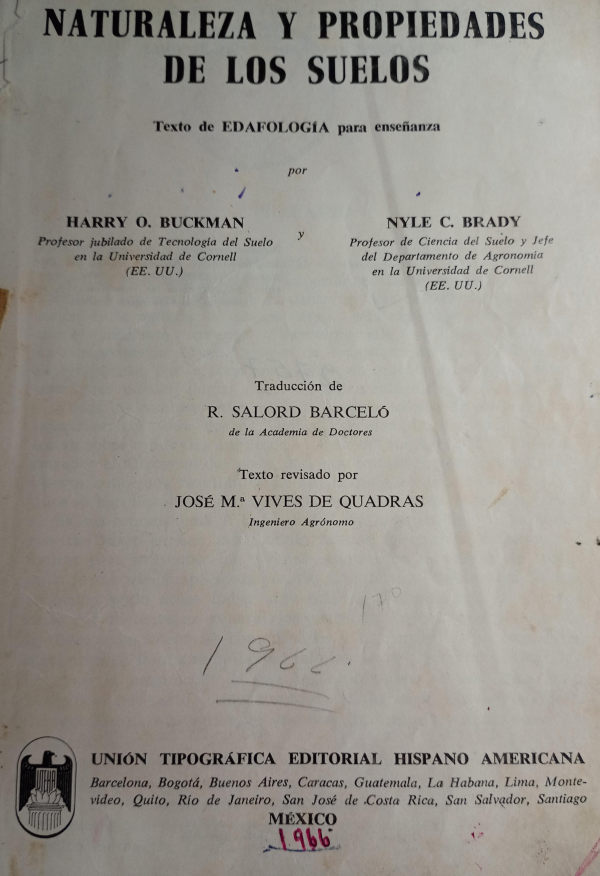 NATURALEZA Y PROPIEDADES
DE LOS SUELOS
Texto de EDAFOLOGÍA para enseñanza
por
HARRY O. BUCKMAN
Profesor jubilado de Tecnología del Suelo
en la Universidad de Cornell
(EE. UU.)
y
NYLE C. BRADY
Profesor de Ciencia del Suelo y Jefe
del Departamento de Agronomía
en la Universidad de Cornell
(EE. UU.)
Traducción de
R. SALORD BARCELÓ
de la Academia de Doctores
Texto revisado por
JOSÉ M.ª VIVES DE QUADRAS
Ingeniero Agrónomo
170
1966.
UTEHA
UNIÓN TIPOGRÁFICA EDITORIAL HISPANO AMERICANA
Barcelona, Bogotá, Buenos Aires, Caracas, Guatemala, La Habana, Lima, Monte-
video, Quito, Río de Janeiro, San José de Costa Rica, San Salvador, Santiago
MÉXICO
1966